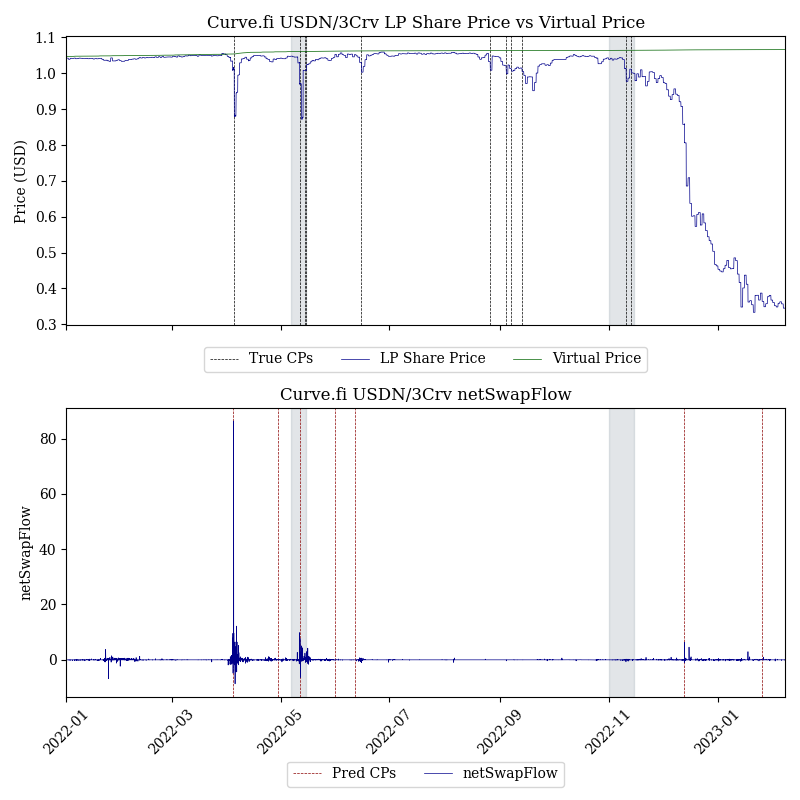 Curve.fi USDN/3Crv LP Share Price vs Virtual Price
1.1
1.0
0.9
0.8
0.7
0.6
0.5
0.4
0.3
Price (USD)
True CPs LP Share Price Virtual Price
Curve.fi USDN/3Crv netSwapFlow
80
60
40
20
0
netSwapFlow
2022-01 2022-03 2022-05 2022-07 2022-09 2022-11 2023-01
Pred CPs netSwapFlow